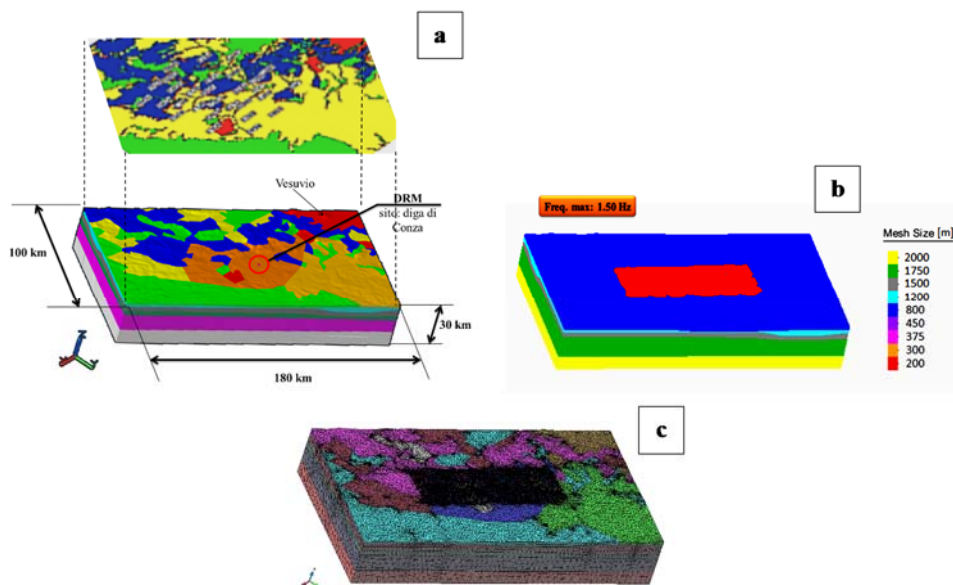 a
Vesuvio
DRM
sito: diga di
Conza
100 km
30 km
180 km
b
Freq. max: 1.50 Hz
Mesh Size [m]
2000
1750
1500
1200
800
450
375
300
200
c